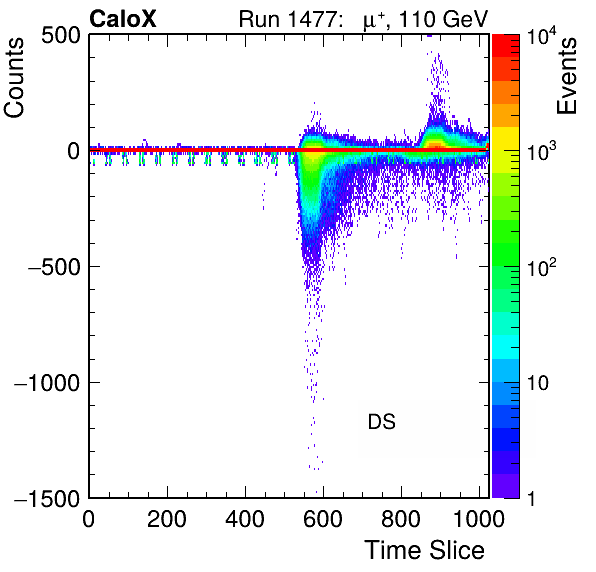 CaloX Run 1477: μ⁺, 110 GeV
Counts
Events
500
0
−500
−1000
−1500
0 200 400 600 800 1000
Time Slice
DS
10⁴
10³
10²
10
1